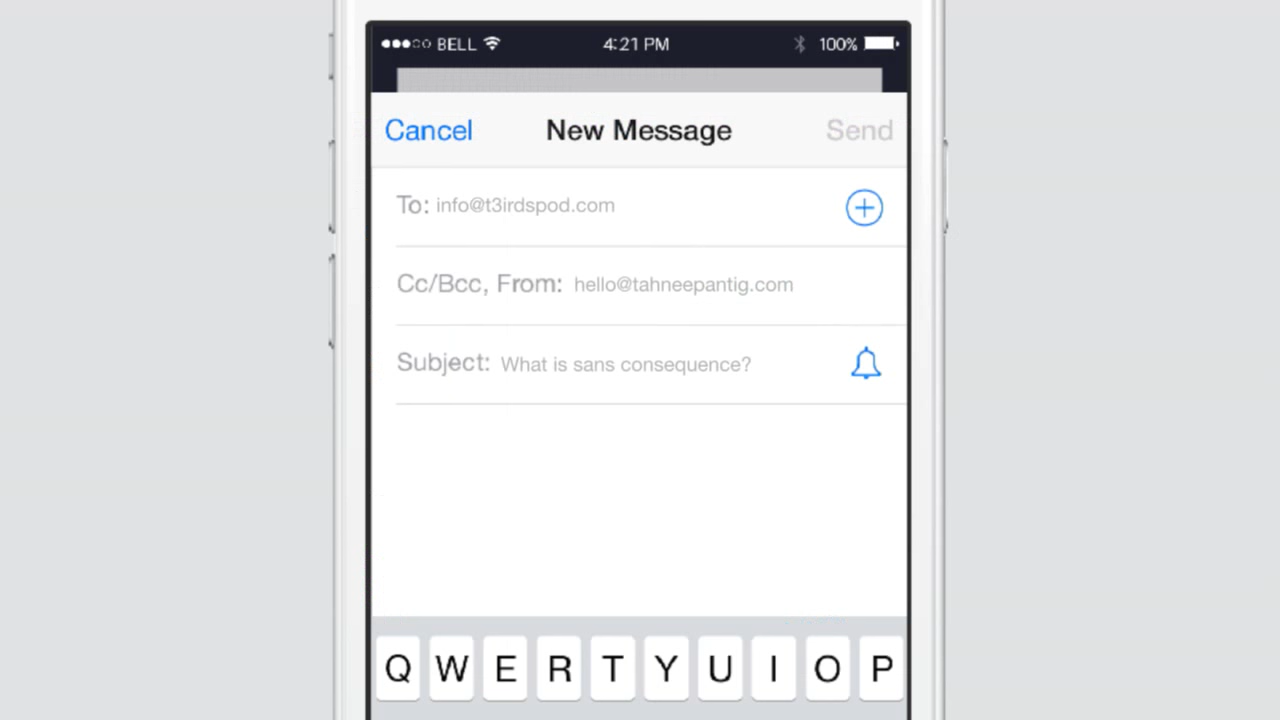 BELL 4:21 PM 100%
Cancel New Message Send
To: info@t3irdspod.com
Cc/Bcc, From: hello@tahneepantig.com
Subject: What is sans consequence?
Q W E R T Y U I O P